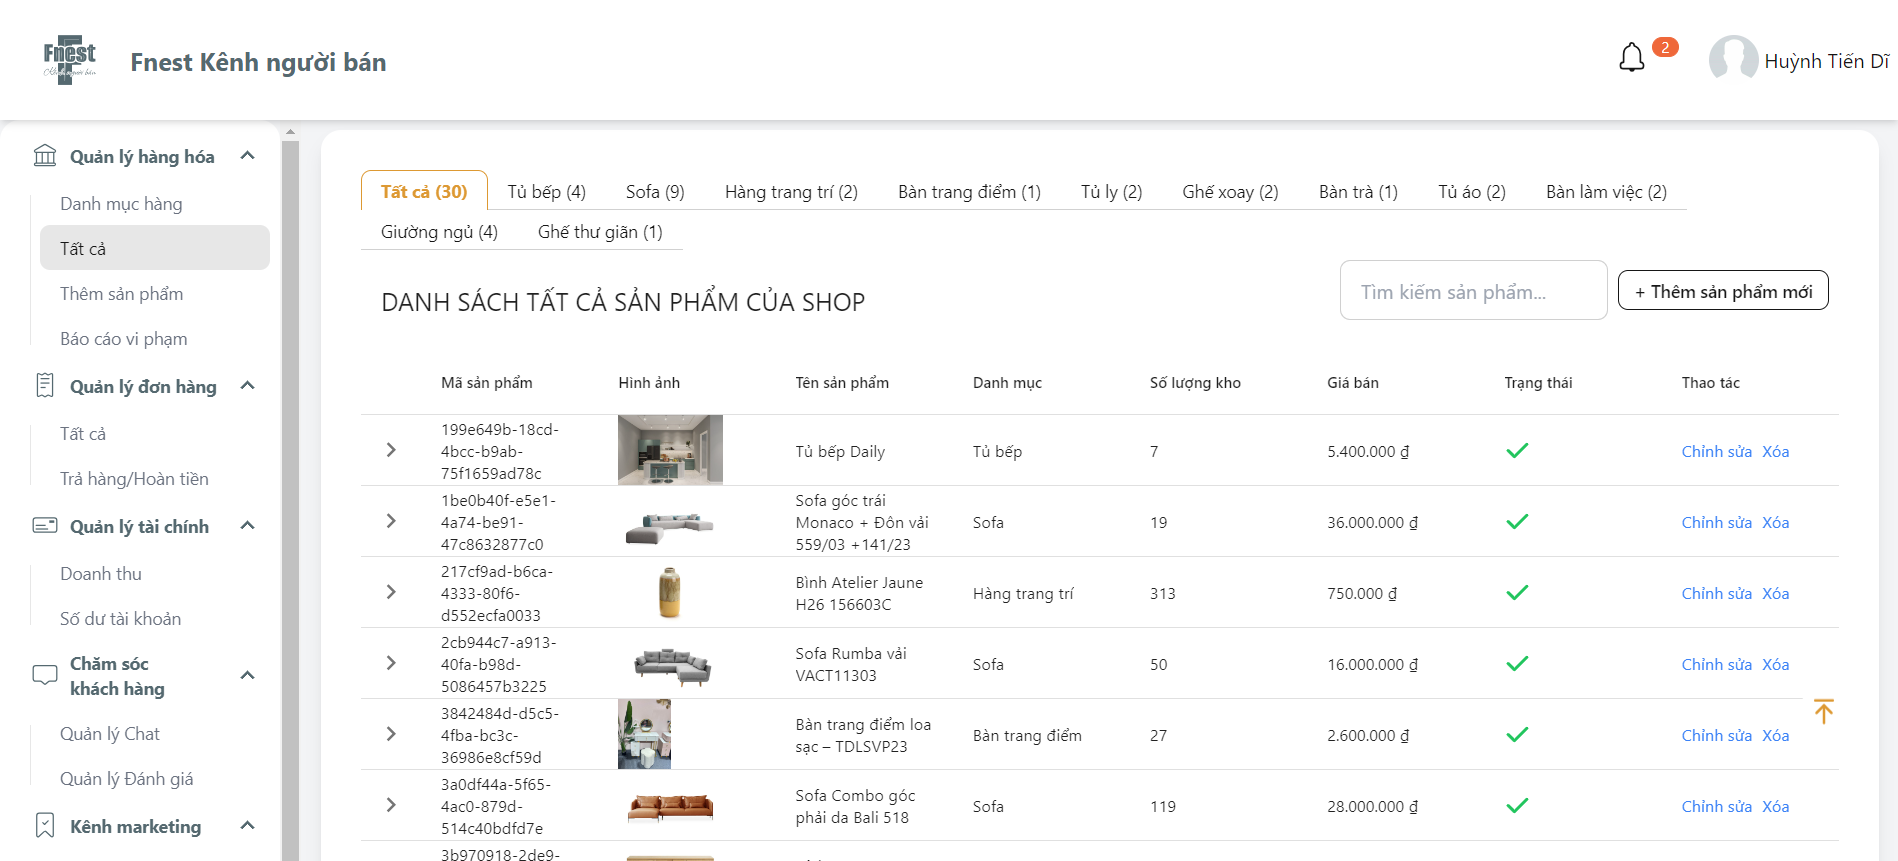 Fnest
Kênh người bán
Fnest Kênh người bán
2
Huỳnh Tiến Dĩ
Quản lý hàng hóa
Danh mục hàng
Tất cả
Thêm sản phẩm
Báo cáo vi phạm
Quản lý đơn hàng
Tất cả
Trả hàng/Hoàn tiền
Quản lý tài chính
Doanh thu
Số dư tài khoản
Chăm sóc
khách hàng
Quản lý Chat
Quản lý Đánh giá
Kênh marketing
Tất cả (30) Tủ bếp (4) Sofa (9) Hàng trang trí (2) Bàn trang điểm (1) Tủ ly (2) Ghế xoay (2) Bàn trà (1) Tủ áo (2) Bàn làm việc (2)
Giường ngủ (4) Ghế thư giãn (1)
DANH SÁCH TẤT CẢ SẢN PHẨM CỦA SHOP
Tìm kiếm sản phẩm...
+ Thêm sản phẩm mới
Mã sản phẩm Hình ảnh Tên sản phẩm Danh mục Số lượng kho Giá bán Trạng thái Thao tác
199e649b-18cd-
4bcc-b9ab-
75f1659ad78c
Tủ bếp Daily
Tủ bếp
7
5.400.000 ₫
Chỉnh sửa Xóa
1be0b40f-e5e1-
4a74-be91-
47c8632877c0
Sofa góc trái
Monaco + Đôn vải
559/03 +141/23
Sofa
19
36.000.000 ₫
Chỉnh sửa Xóa
217cf9ad-b6ca-
4333-80f6-
d552ecfa0033
Bình Atelier Jaune
H26 156603C
Hàng trang trí
313
750.000 ₫
Chỉnh sửa Xóa
2cb944c7-a913-
40fa-b98d-
5086457b3225
Sofa Rumba vải
VACT11303
Sofa
50
16.000.000 ₫
Chỉnh sửa Xóa
3842484d-d5c5-
4fba-bc3c-
36986e8cf59d
Bàn trang điểm loa
sạc – TDLSVP23
Bàn trang điểm
27
2.600.000 ₫
Chỉnh sửa Xóa
3a0df44a-5f65-
4ac0-879d-
514c40bdfd7e
Sofa Combo góc
phải da Bali 518
Sofa
119
28.000.000 ₫
Chỉnh sửa Xóa
3b970918-2de9-